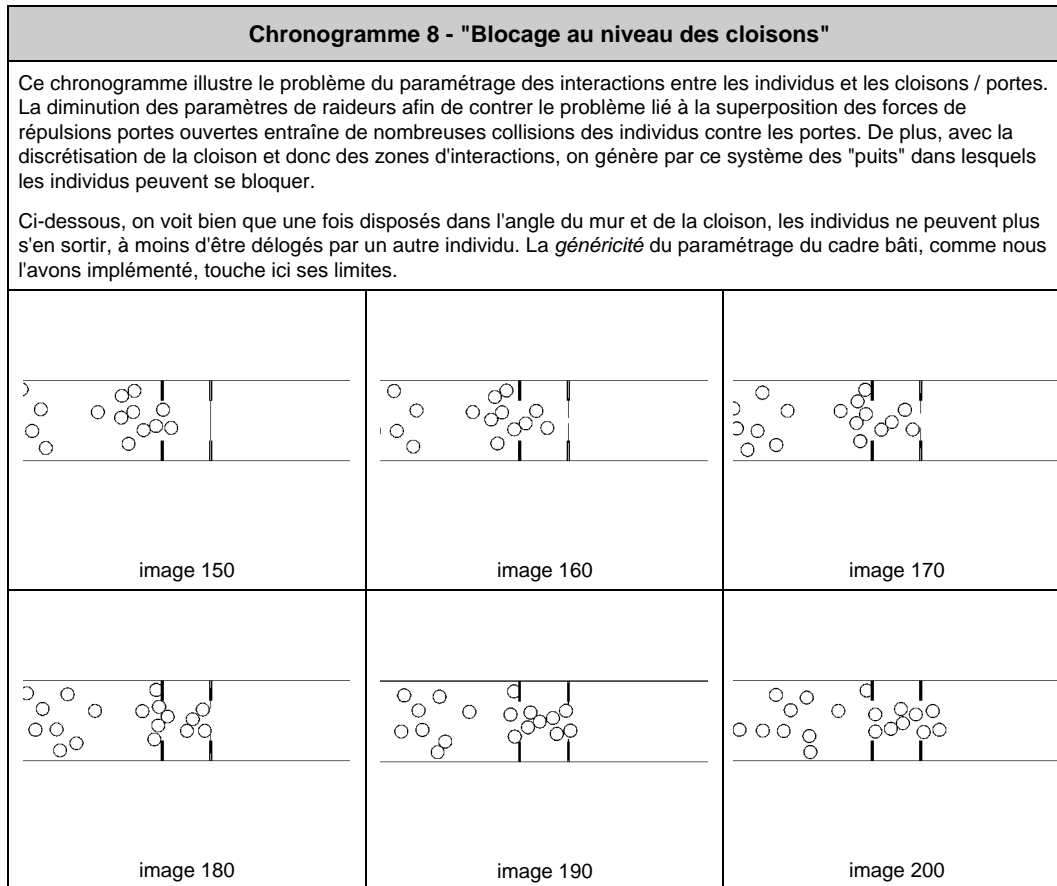 Chronogramme 8 - "Blocage au niveau des cloisons"
Ce chronogramme illustre le problème du paramétrage des interactions entre les individus et les cloisons / portes.
La diminution des paramètres de raideurs afin de contrer le problème lié à la superposition des forces de
répulsions portes ouvertes entraîne de nombreuses collisions des individus contre les portes. De plus, avec la
discrétisation de la cloison et donc des zones d'interactions, on génère par ce système des "puits" dans lesquels
les individus peuvent se bloquer.
Ci-dessous, on voit bien que une fois disposés dans l'angle du mur et de la cloison, les individus ne peuvent plus
s'en sortir, à moins d'être délogés par un autre individu. La généricité du paramétrage du cadre bâti, comme nous
l'avons implémenté, touche ici ses limites.
image 150
image 160
image 170
image 180
image 190
image 200